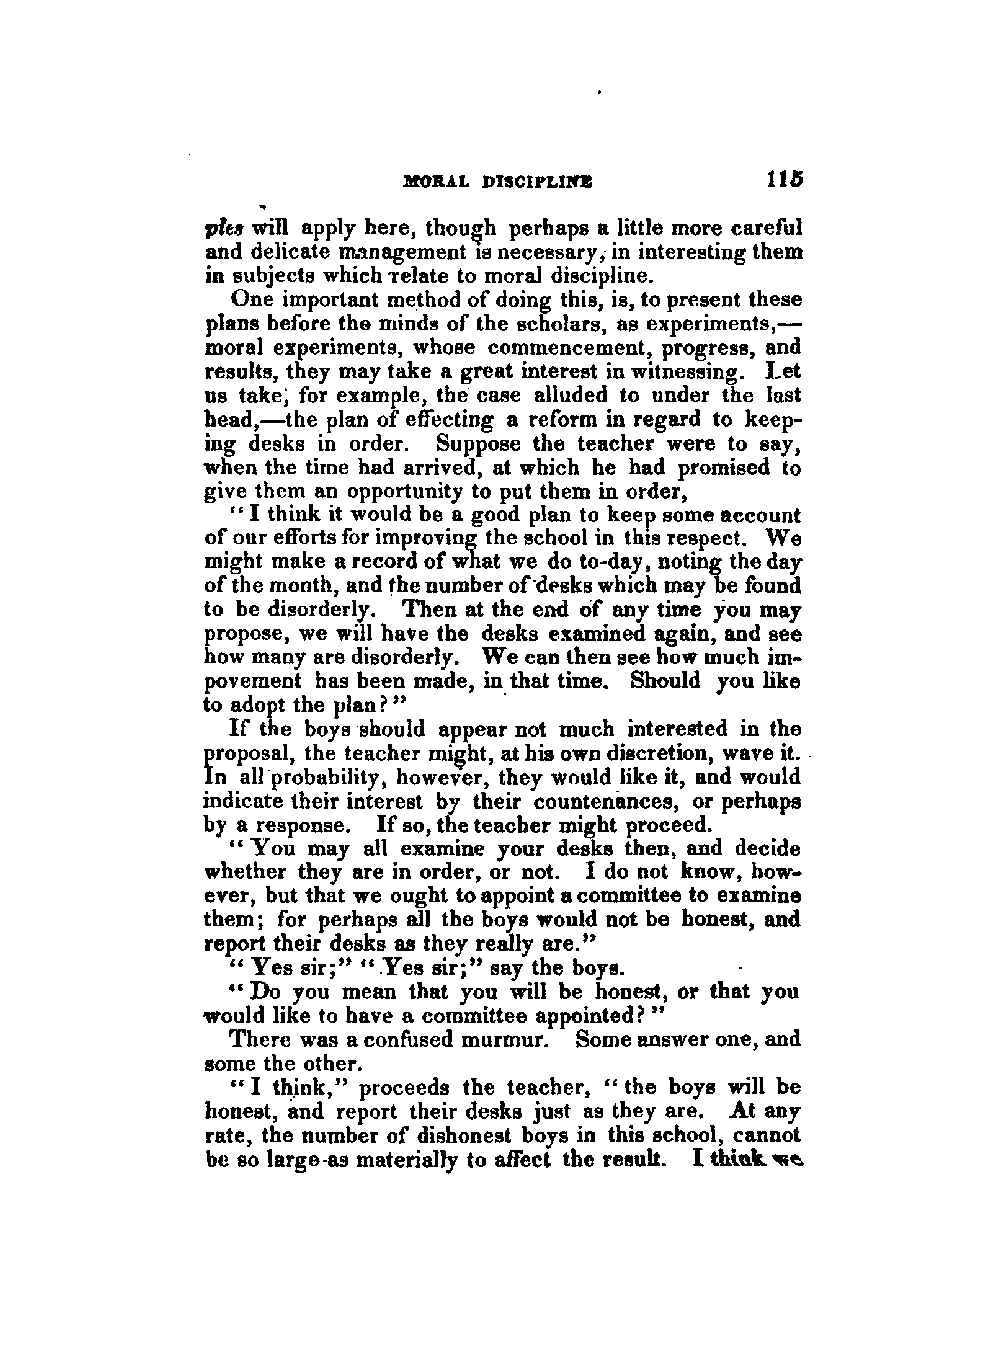 MORAL DISCIPLINE 115
ples will apply here, though perhaps a little more careful
and delicate management is necessary, in interesting them
in subjects which relate to moral discipline.
One important method of doing this, is, to present these
plans before the minds of the scholars, as experiments,—
moral experiments, whose commencement, progress, and
results, they may take a great interest in witnessing. Let
us take, for example, the case alluded to under the last
head,—the plan of effecting a reform in regard to keep-
ing desks in order. Suppose the teacher were to say,
when the time had arrived, at which he had promised to
give them an opportunity to put them in order,
"I think it would be a good plan to keep some account
of our efforts for improving the school in this respect. We
might make a record of what we do to-day, noting the day
of the month, and the number of desks which may be found
to be disorderly. Then at the end of any time you may
propose, we will have the desks examined again, and see
how many are disorderly. We can then see how much im-
povement has been made, in that time. Should you like
to adopt the plan?"
If the boys should appear not much interested in the
proposal, the teacher might, at his own discretion, wave it.
In all probability, however, they would like it, and would
indicate their interest by their countenances, or perhaps
by a response. If so, the teacher might proceed.
"You may all examine your desks then, and decide
whether they are in order, or not. I do not know, how-
ever, but that we ought to appoint a committee to examine
them; for perhaps all the boys would not be honest, and
report their desks as they really are."
"Yes sir;" "Yes sir;" say the boys.
"Do you mean that you will be honest, or that you
would like to have a committee appointed?"
There was a confused murmur. Some answer one, and
some the other.
"I think," proceeds the teacher, "the boys will be
honest, and report their desks just as they are. At any
rate, the number of dishonest boys in this school, cannot
be so large as materially to affect the result. I think we